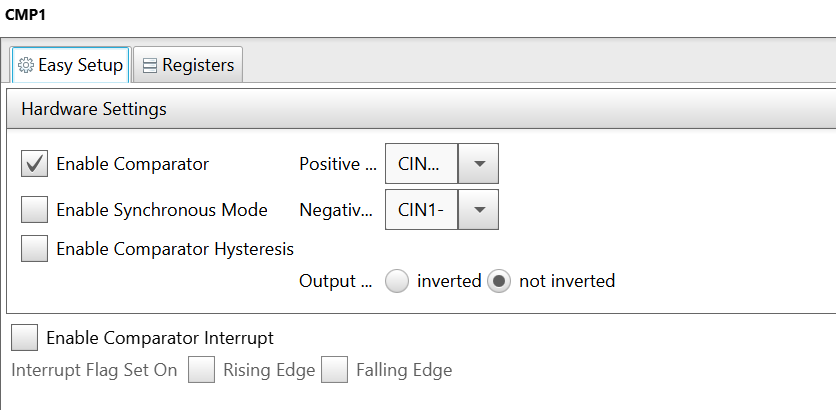 CMP1
Easy Setup Registers
Hardware Settings
Enable Comparator Positive ... CIN...
Enable Synchronous Mode Negativ... CIN1-
Enable Comparator Hysteresis
Output ... inverted not inverted
Enable Comparator Interrupt
Interrupt Flag Set On Rising Edge Falling Edge